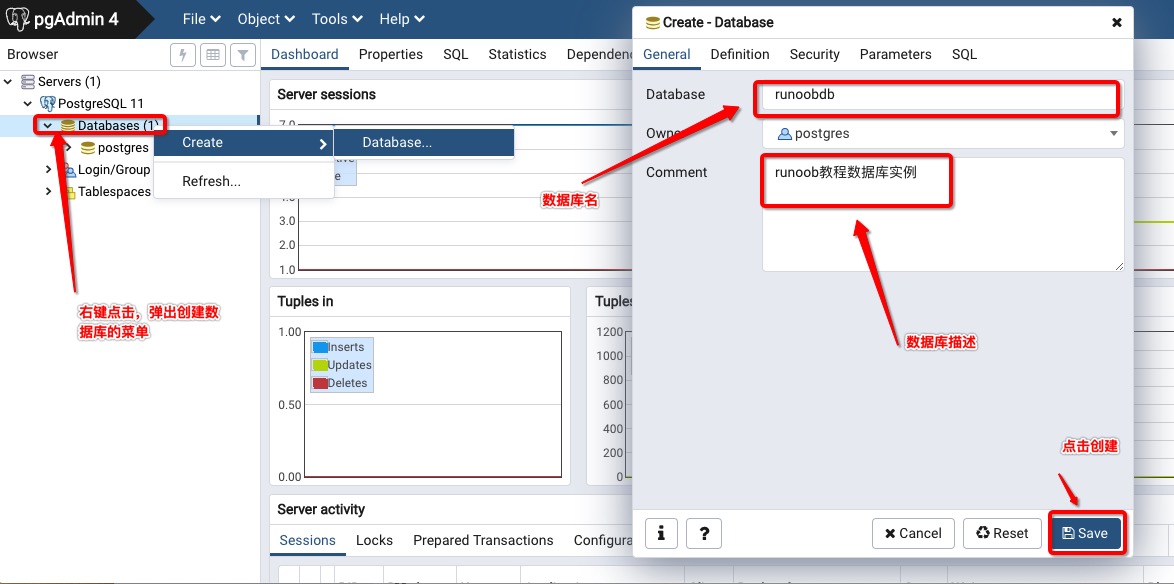 pgAdmin 4
File
Object
Tools
Help
Browser
Servers (1)
PostgreSQL 11
Databases (1)
postgres
Login/Group
Tablespaces
Create
Refresh...
Database...
右键点击，弹出创建数
据库的菜单
Dashboard
Properties
SQL
Statistics
Dependenc
Server sessions
7.0
3.0
2.0
1.0
Tuples in
1.00
0.50
0.00
Inserts
Updates
Deletes
Tuples
1200
1000
800
600
400
200
0
Server activity
Sessions
Locks
Prepared Transactions
Configura
Create - Database
General
Definition
Security
Parameters
SQL
Database
runoobdb
Owne
postgres
Comment
runoob教程数据库实例
数据库名
数据库描述
点击创建
Cancel
Reset
Save